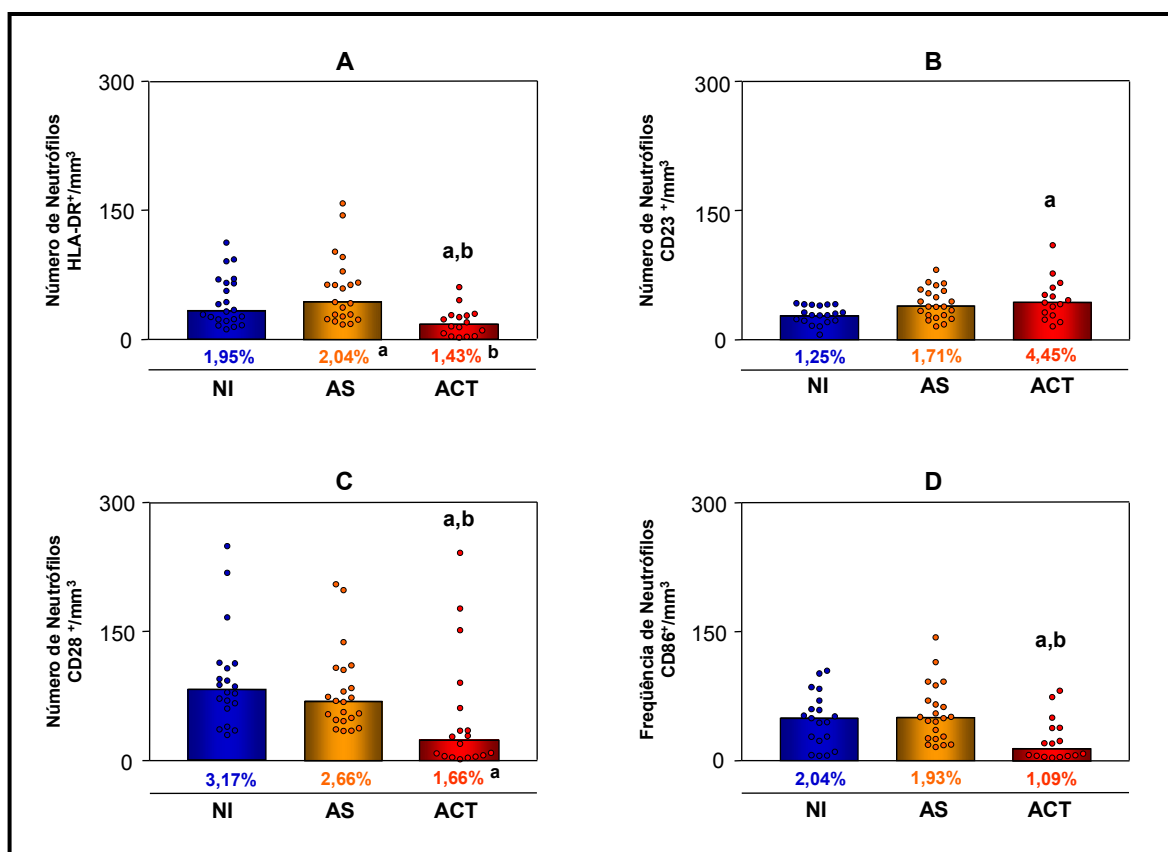 A
Número de Neutrófilos
HLA-DR⁺/mm³
300
150
0
a,b
1,95%
2,04%
a
1,43%
b
NI
AS
ACT
B
Número de Neutrófilos
CD23 ⁺/mm³
300
150
0
a
1,25%
1,71%
4,45%
NI
AS
ACT
C
Número de Neutrófilos
CD28 ⁺/mm³
300
150
0
a,b
3,17%
2,66%
1,66%
a
NI
AS
ACT
D
Freqüência de Neutrófilos
CD86⁺/mm³
300
150
0
a,b
2,04%
1,93%
1,09%
NI
AS
ACT